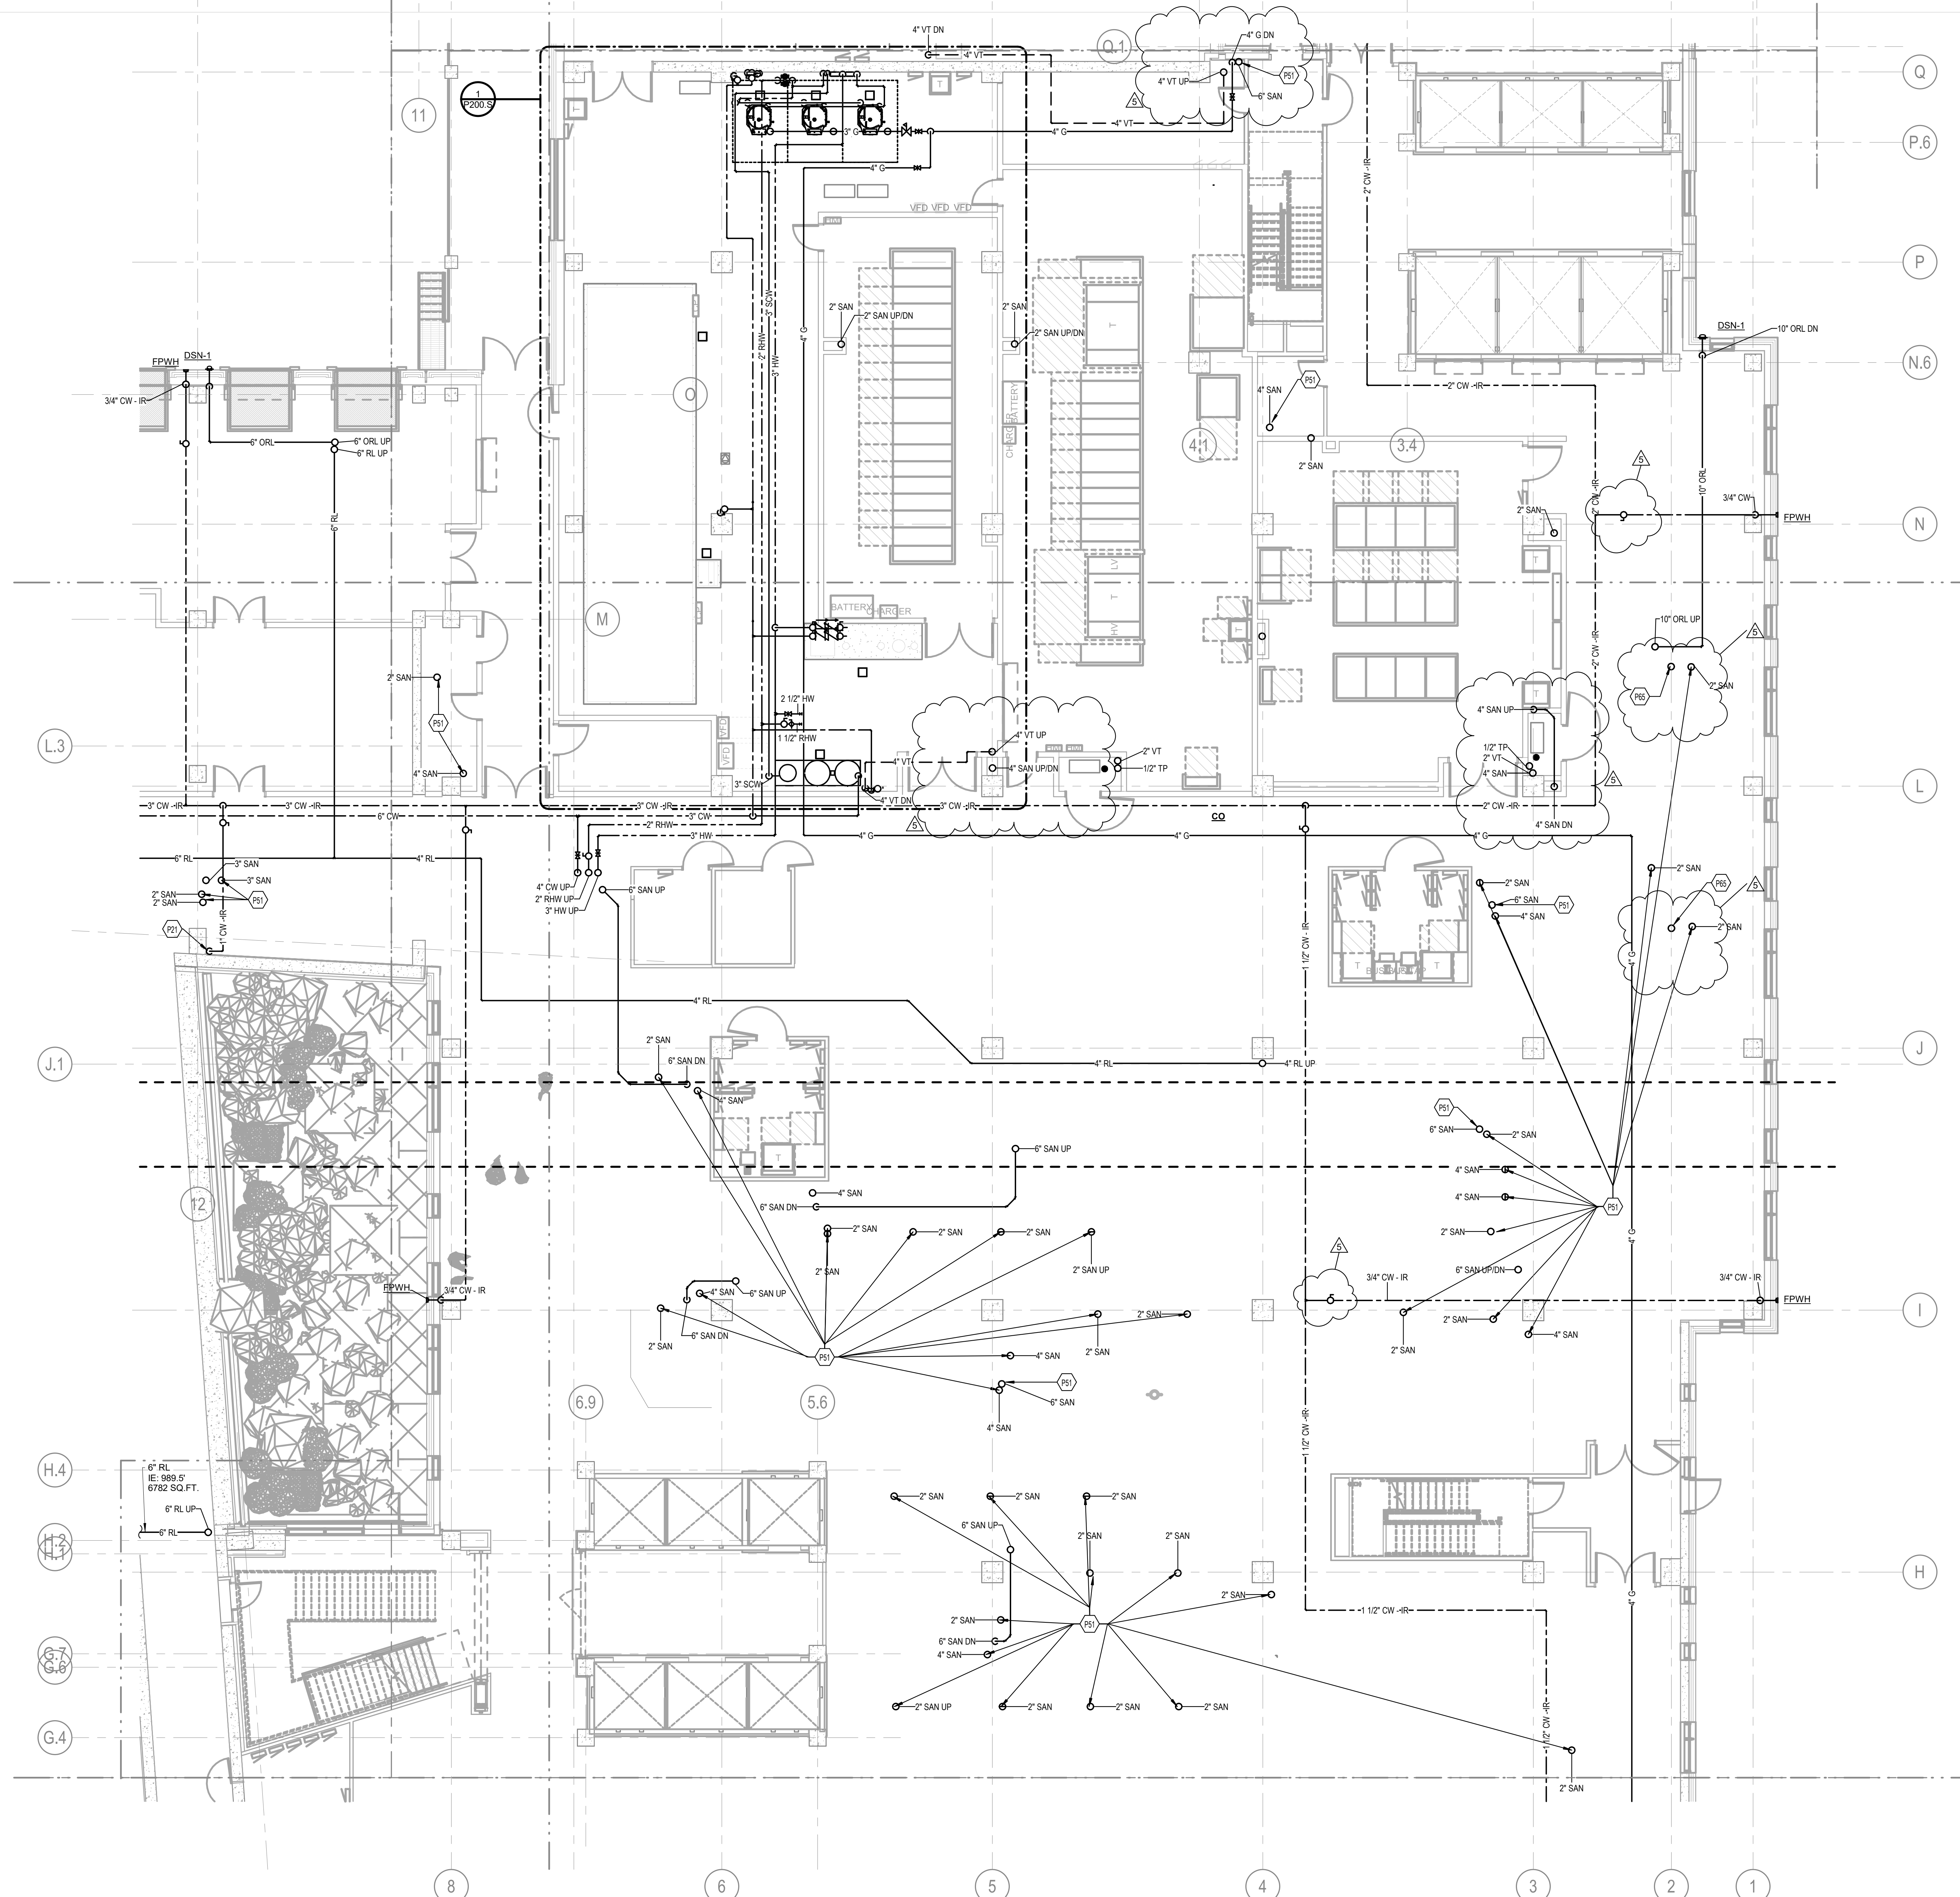 4" VT DN
4" VT
Q.1
4" G DN
P51
6" SAN
4" VT UP
5
Q
1
P200.S
11
T
T
4" VT
3" G
4" G
4" G
P.6
2" CW -IR
VFD VFD VFD
P
2" SAN
2" SAN UP/DN
2" SAN
2" SAN UP/DN
T
3" SCW
2" RHW
3" HW
4" G
DSN-1
10" ORL DN
FPWH
DSN-1
N.6
3/4" CW - IR
O
BATTERY
CHARGER
4" SAN
P51
2" CW -IR
6" ORL
6" ORL UP
6" RL UP
4.1
3.4
2" SAN
5
10" ORL
6" RL
2" CW -IR
3/4" CW
2" SAN
FPWH
N
LV
T
HV
T
T
M
BATTERY
CHARGER
10" ORL UP
5
2" CW -IR
2" SAN
P65
2" SAN
T
P51
2 1/2" HW
1 1/2" RHW
4" SAN UP
L.3
VFD
VFD
4" VT UP
4" VT
4" SAN UP/DN
2" VT
1/2" TP
1/2" TP
2" VT
4" SAN
4" SAN
3" SCW
4" VT DN
5
L
3" CW -IR
3" CW -IR
3" CW -IR
3" CW -IR
2" CW -IR
6" CW
3" CW
CO
5
4" SAN DN
2" RHW
3" HW
4" G
4" G
4" G
6" RL
4" RL
3" SAN
3" SAN
2" SAN
2" SAN
P51
4" CW UP
2" RHW UP
3" HW UP
6" SAN UP
2" SAN
2" SAN
6" SAN
P51
4" SAN
P65
5
P21
1" CW -IR
2" SAN
4" G
1 1/2" CW - IR
T
T
4" RL
2" SAN
6" SAN DN
J
J.1
4" RL
4" RL UP
4" SAN
P51
6" SAN
2" SAN
6" SAN UP
T
4" SAN
12
4" SAN
6" SAN DN
4" SAN
P51
2" SAN
2" SAN
2" SAN
2" SAN
4" G
5
2" SAN
2" SAN UP
6" SAN UP/DN
FPWH
3/4" CW - IR
4" SAN
6" SAN UP
3/4" CW - IR
3/4" CW - IR
FPWH
I
2" SAN
6" SAN DN
2" SAN
2" SAN
2" SAN
4" SAN
2" SAN
P51
4" SAN
P51
6" SAN
6.9
5.6
4" SAN
1 1/2" CW -IR
H.4
6" RL
IE: 989.5'
6782 SQ.FT.
6" RL UP
6" RL
2" SAN
2" SAN
2" SAN
6" SAN UP
2" SAN
2" SAN
H.2
H.1
H
2" SAN
4" G
1 1/2" CW -IR
2" SAN
P51
6" SAN DN
4" SAN
G.7
G.6
2" SAN UP
2" SAN
2" SAN
2" SAN
1 1/2" CW -IR
G.4
2" SAN
8
6
5
4
3
2
1